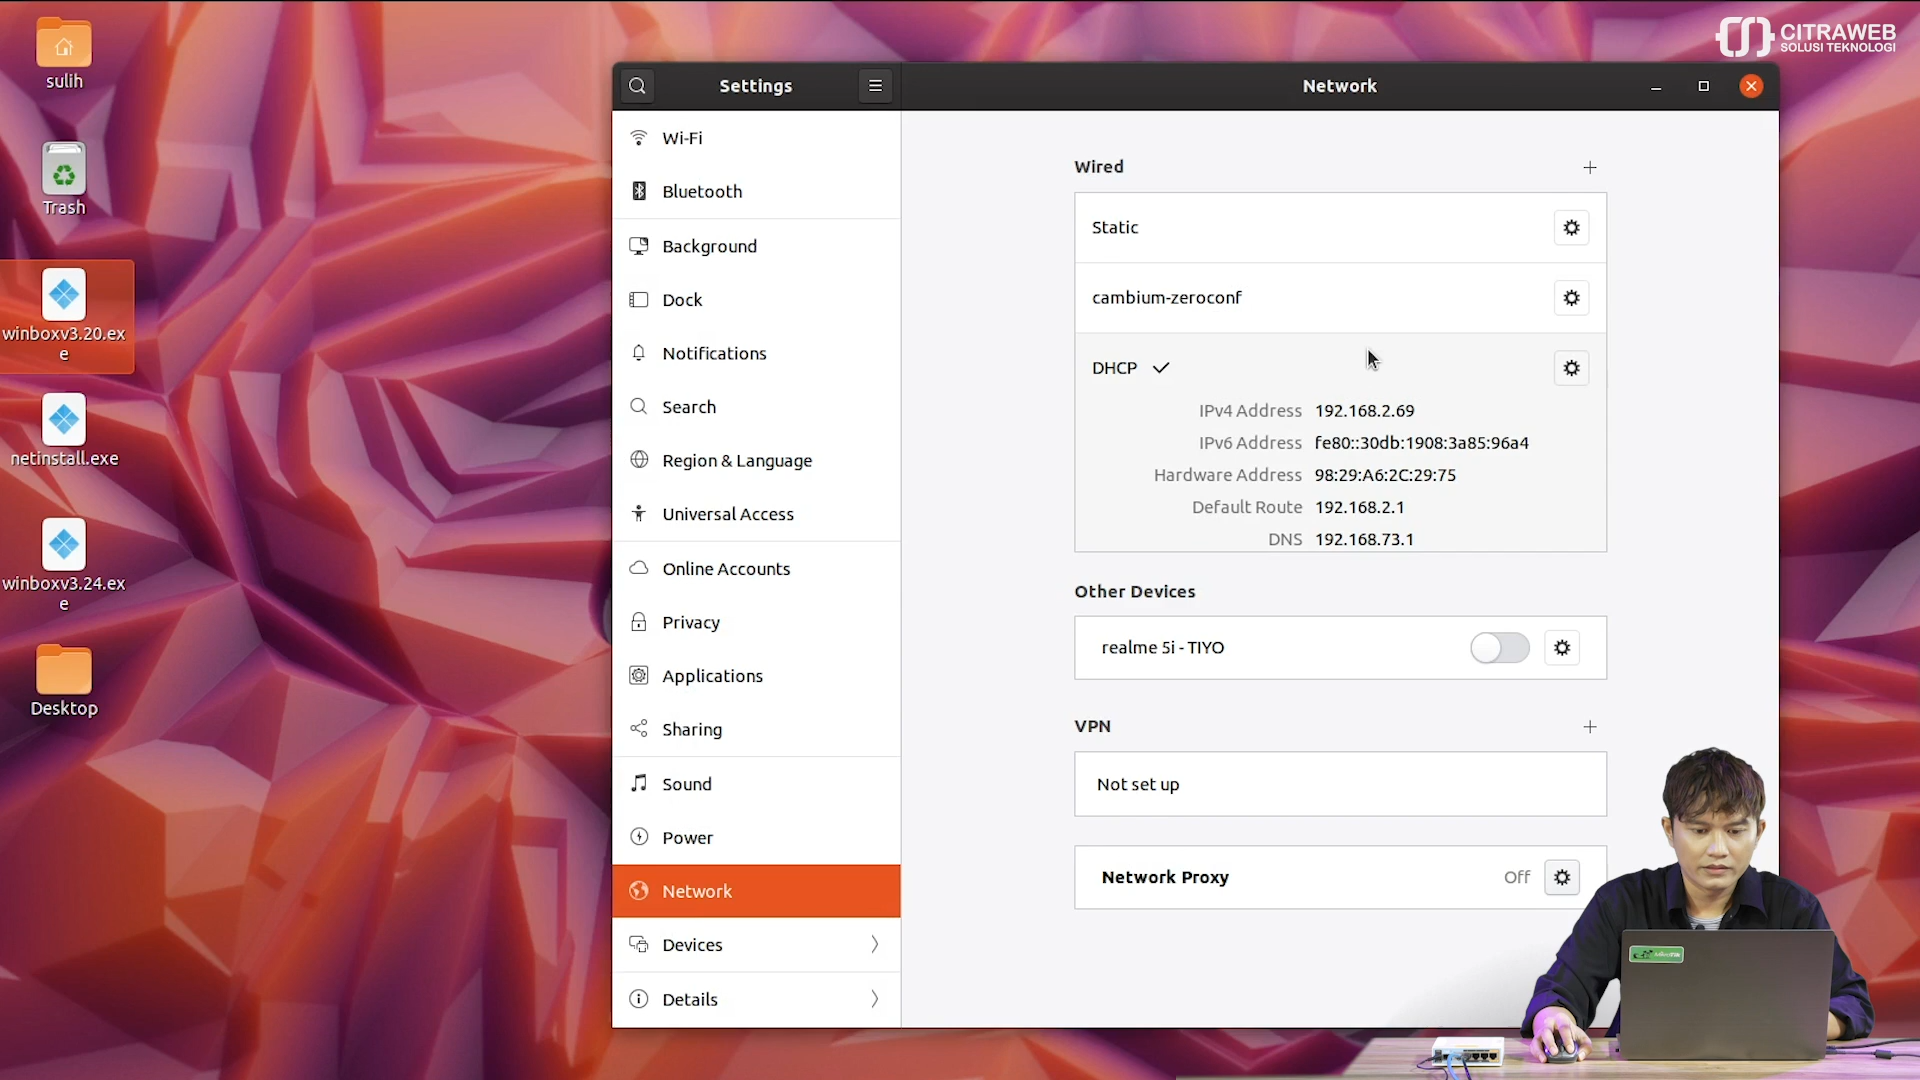 CITRAWEB
SOLUSI TEKNOLOGI
sulih
Trash
winboxv3.20.ex
e
netinstall.exe
winboxv3.24.ex
e
Desktop
Settings
Network
Wi-Fi
Bluetooth
Background
Dock
Notifications
Search
Region & Language
Universal Access
Online Accounts
Privacy
Applications
Sharing
Sound
Power
Network
Devices
Details
Wired
Static
cambium-zeroconf
DHCP
IPv4 Address 192.168.2.69
IPv6 Address fe80::30db:1908:3a85:96a4
Hardware Address 98:29:A6:2C:29:75
Default Route 192.168.2.1
DNS 192.168.73.1
Other Devices
realme 5i - TIYO
VPN
Not set up
Network Proxy Off